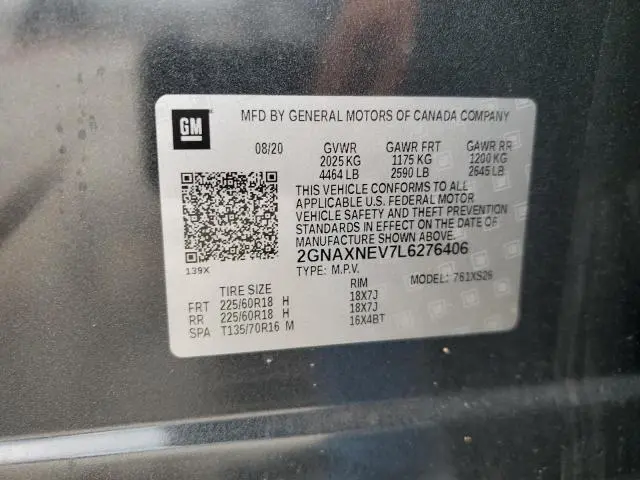 GM
MFD BY GENERAL MOTORS OF CANADA COMPANY
08/20 GVWR GAWR FRT GAWR RR
2025 KG 1175 KG 1200 KG
4464 LB 2590 LB 2645 LB
THIS VEHICLE CONFORMS TO ALL
APPLICABLE U.S. FEDERAL MOTOR
VEHICLE SAFETY AND THEFT PREVENTION
STANDARDS IN EFFECT ON THE DATE OF
MANUFACTURE SHOWN ABOVE.
2GNAXNEV7L6276406
139X TYPE: M.P.V. MODEL: 761XS26
TIRE SIZE RIM
FRT 225/60R18 H 18X7J
RR 225/60R18 H 18X7J
SPA T135/70R16 M 16X4BT